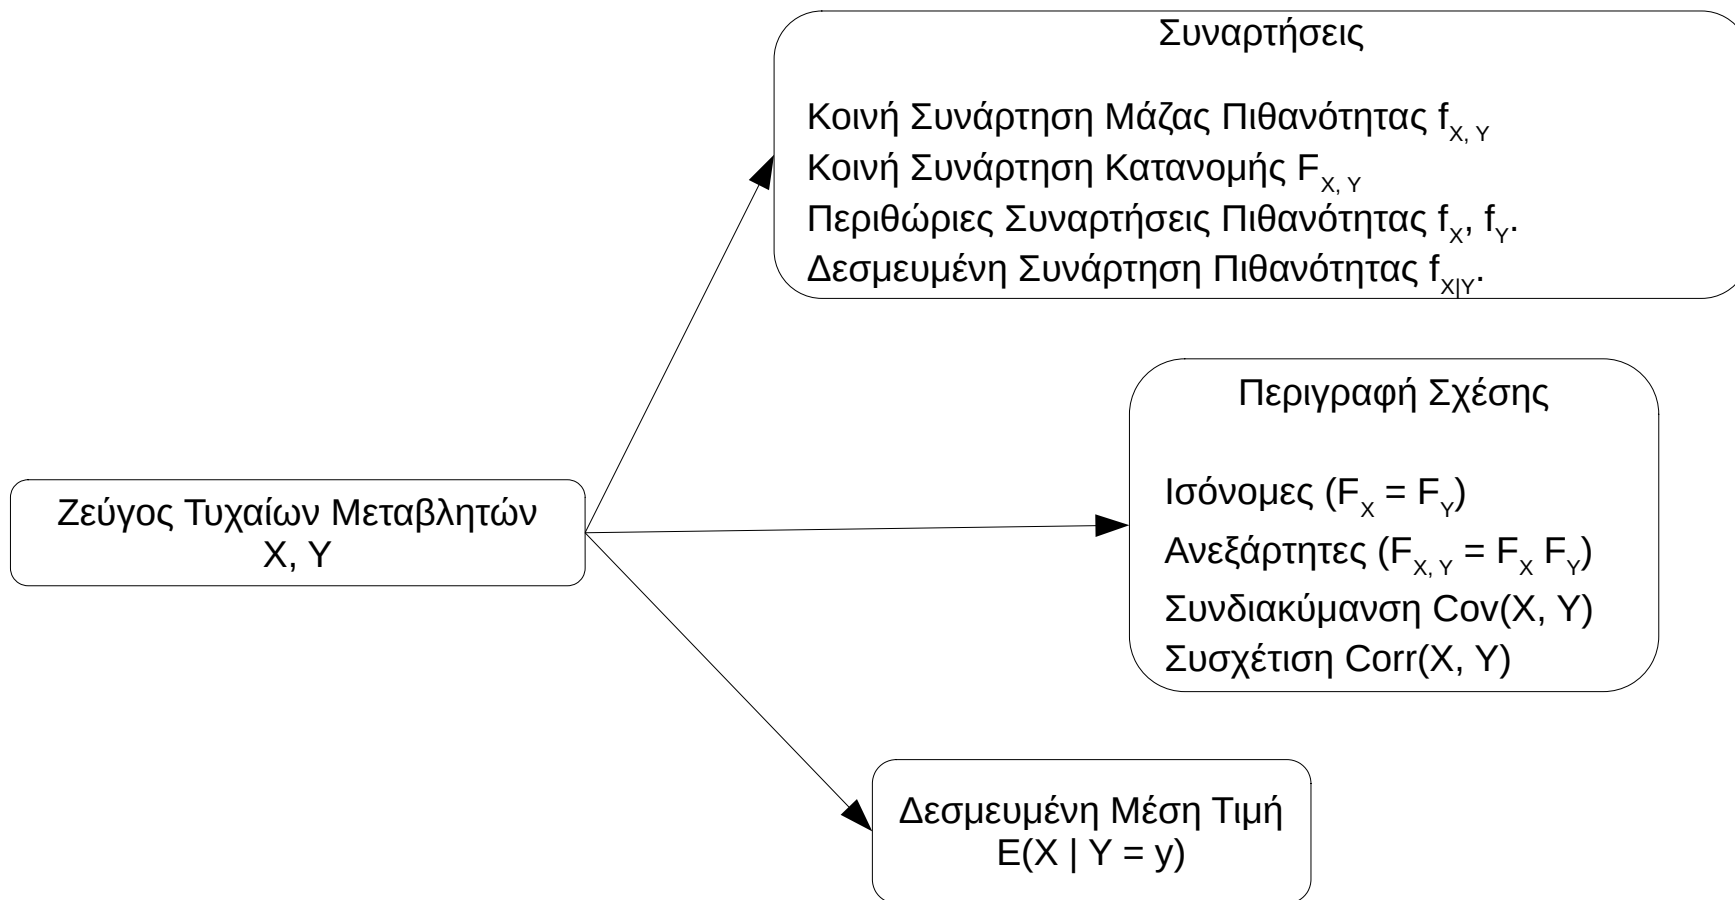 Συναρτήσεις
Κοινή Συνάρτηση Μάζας Πιθανότητας f_{X, Y}
Κοινή Συνάρτηση Κατανομής F_{X, Y}
Περιθώριες Συναρτήσεις Πιθανότητας f_X, f_Y.
Δεσμευμένη Συνάρτηση Πιθανότητας f_{X|Y}.
Περιγραφή Σχέσης
Ισόνομες (F_X = F_Y)
Ανεξάρτητες (F_{X, Y} = F_X F_Y)
Συνδιακύμανση Cov(X, Y)
Συσχέτιση Corr(X, Y)
Ζεύγος Τυχαίων Μεταβλητών
X, Y
Δεσμευμένη Μέση Τιμή
E(X | Y = y)